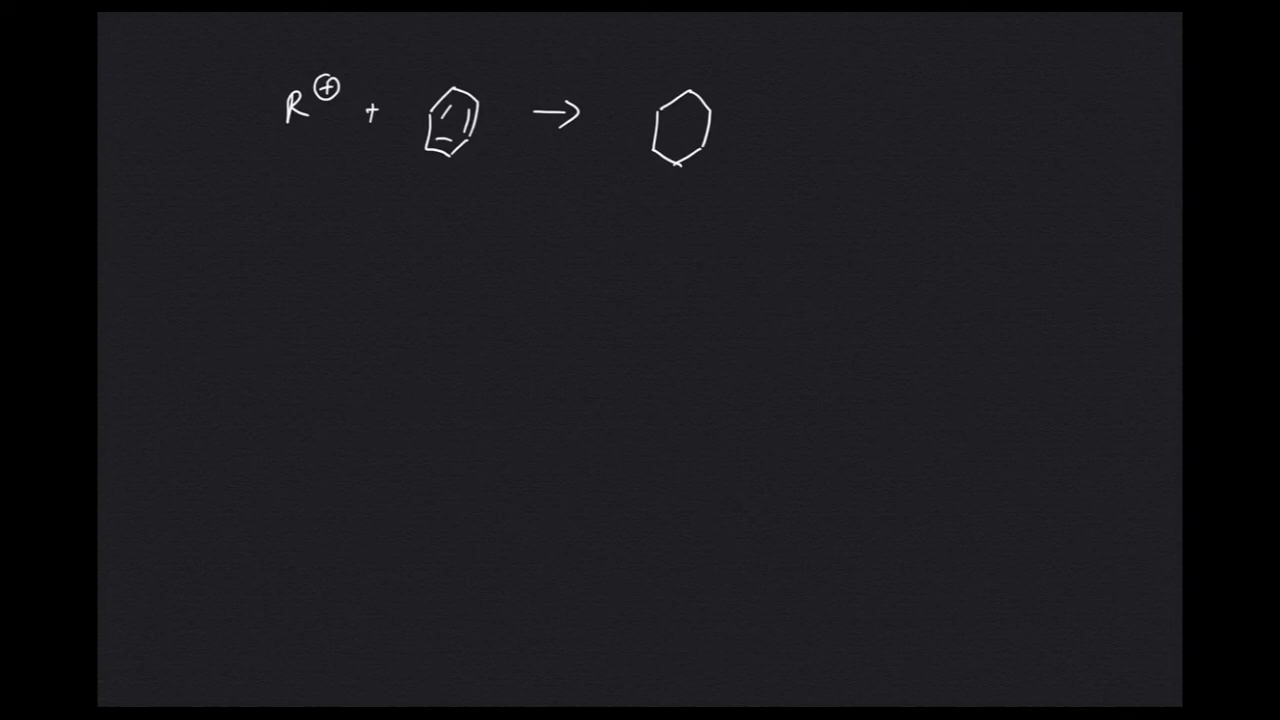 R⊕ + →